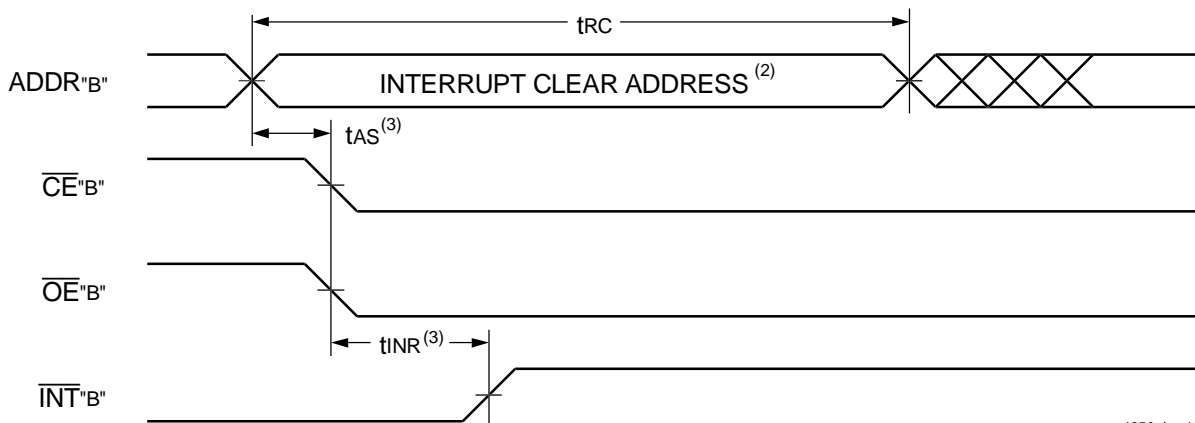 tRC
ADDR"B"
INTERRUPT CLEAR ADDRESS (2)
tAS(3)
CE"B"
OE"B"
tINR(3)
INT"B"